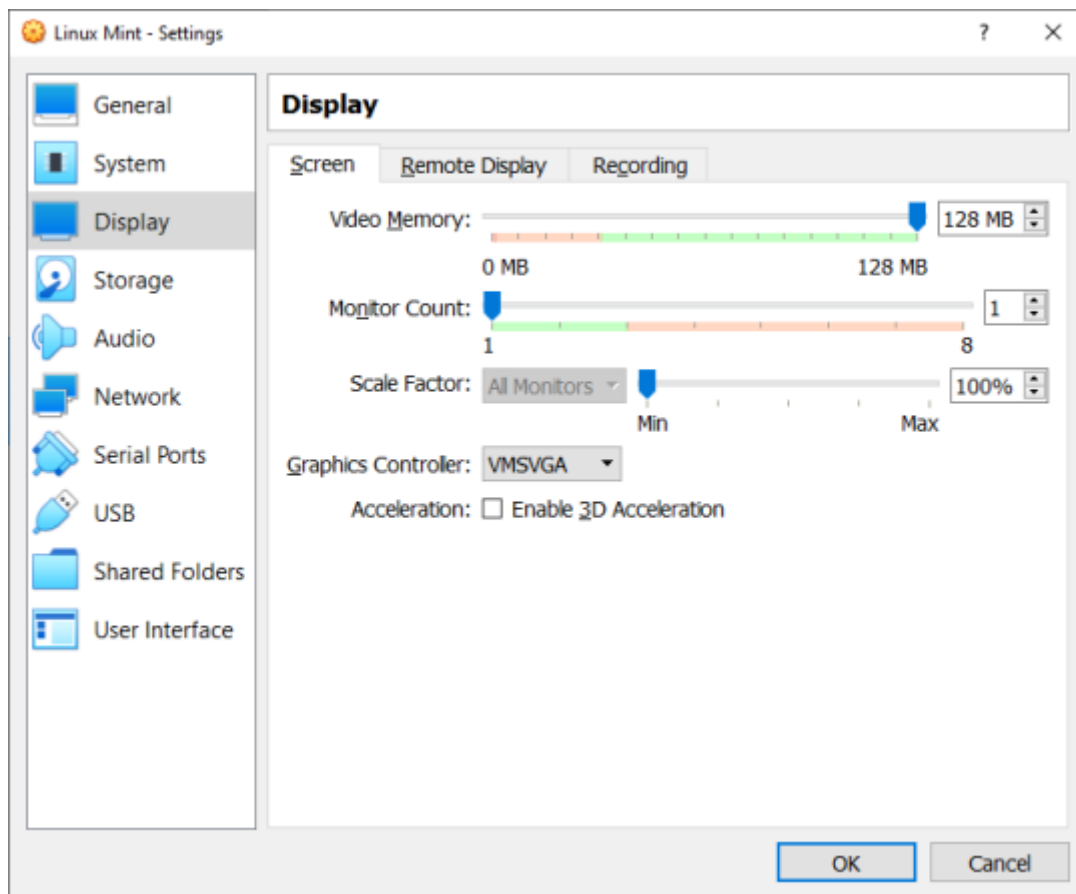 Linux Mint - Settings
?
General
System
Display
Storage
Audio
Network
Serial Ports
USB
Shared Folders
User Interface
Display
Screen
Remote Display
Recording
Video Memory:
128 MB
0 MB
128 MB
Monitor Count:
1
1
8
Scale Factor:
All Monitors
100%
Min
Max
Graphics Controller:
VMSVGA
Acceleration:
Enable 3D Acceleration
OK
Cancel